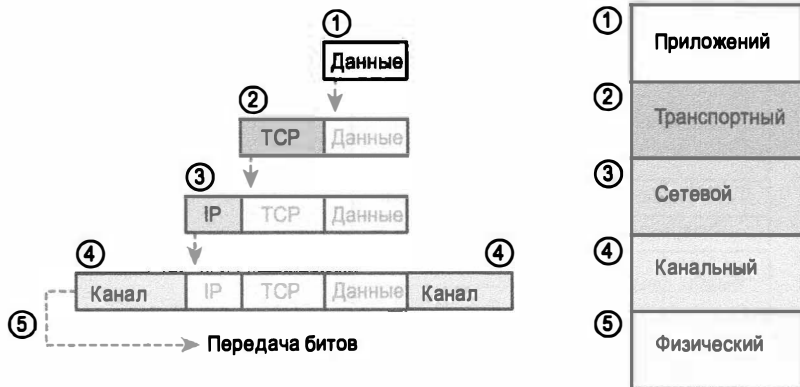 ①
Данные
②
TCP Данные
③
IP TCP Данные
④ ④
Канал IP TCP Данные Канал
⑤
Передача битов
① Приложений
② Транспортный
③ Сетевой
④ Канальный
⑤ Физический